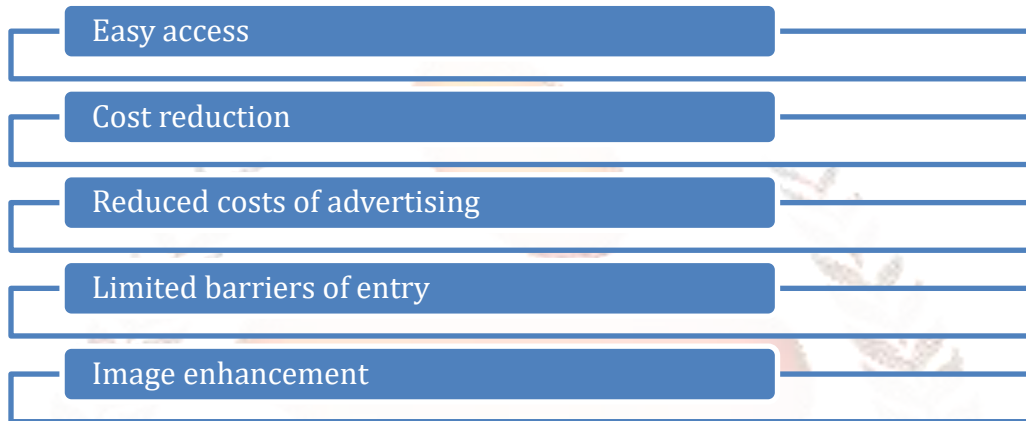 Easy access
Cost reduction
Reduced costs of advertising
Limited barriers of entry
Image enhancement